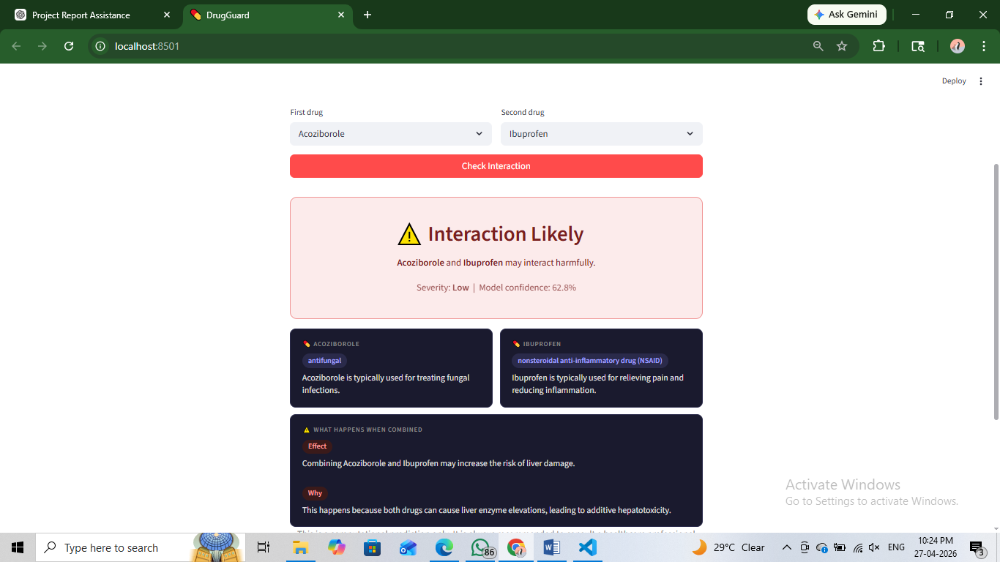 Project Report Assistance
DrugGuard
Ask Gemini
localhost:8501
Deploy
First drug
Second drug
Acoziborole
Ibuprofen
Check Interaction
Interaction Likely
Acoziborole and Ibuprofen may interact harmfully.
Severity: Low | Model confidence: 62.8%
ACOZIBOROLE
antifungal
Acoziborole is typically used for treating fungal
infections.
IBUPROFEN
nonsteroidal anti-inflammatory drug (NSAID)
Ibuprofen is typically used for relieving pain and
reducing inflammation.
WHAT HAPPENS WHEN COMBINED
Effect
Combining Acoziborole and Ibuprofen may increase the risk of liver damage.
Why
This happens because both drugs can cause liver enzyme elevations, leading to additive hepatotoxicity.
Activate Windows
Go to Settings to activate Windows.
Type here to search
86
29°C Clear
ENG
10:24 PM
27-04-2026
3